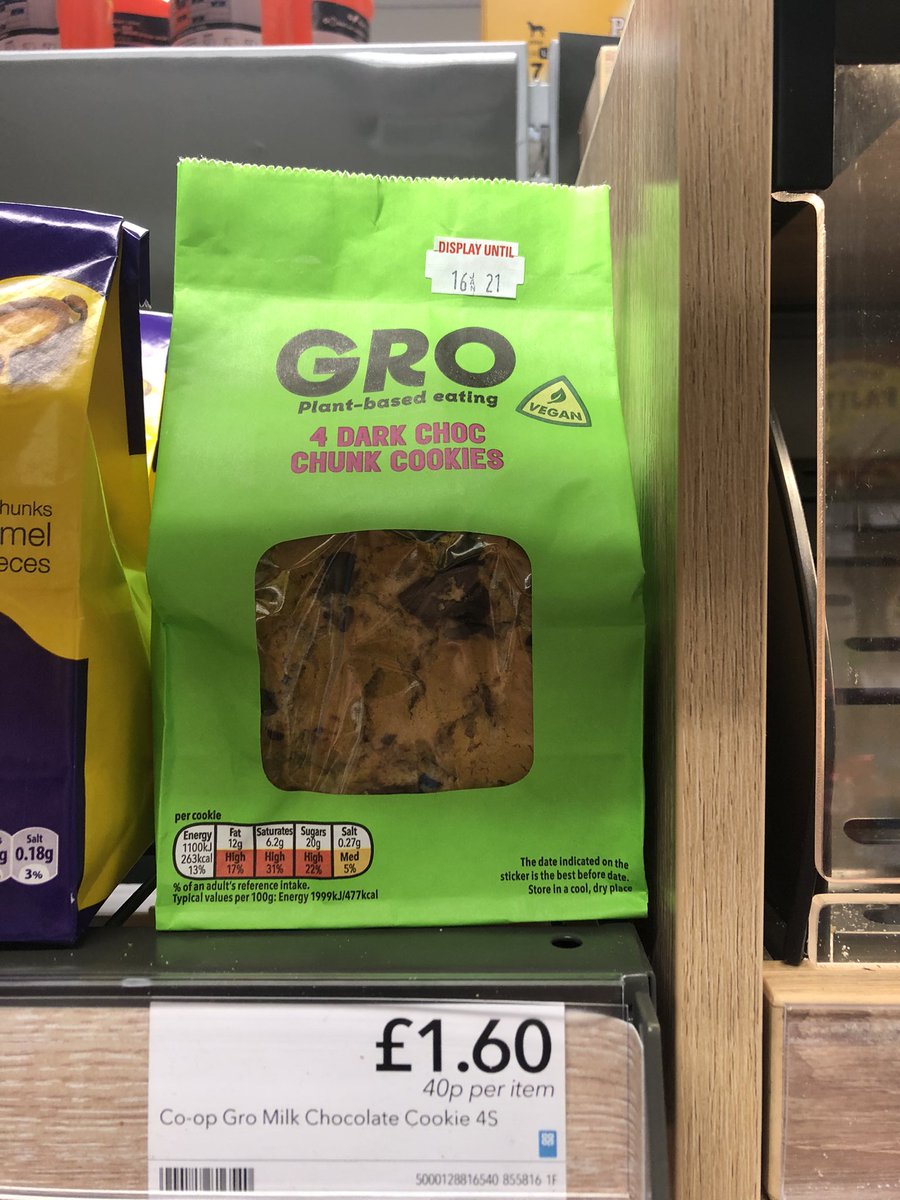 DISPLAY UNTIL
16 JAN 21
GRO
Plant-based eating
VEGAN
4 DARK CHOC
CHUNK COOKIES
hunks
mel
eces
per cookie
Energy 1100kJ 263kcal 13%
Fat 12g High 17%
Saturates 6.2g High 31%
Sugars 20g High 22%
Salt 0.27g Med 5%
% of an adult's reference intake.
Typical values per 100g: Energy 1999kJ/477kcal
The date indicated on the
sticker is the best before date.
Store in a cool, dry place
g
Salt
0.18g
3%
£1.60
40p per item
Co-op Gro Milk Chocolate Cookie 4S
5000128816540 855816 1F